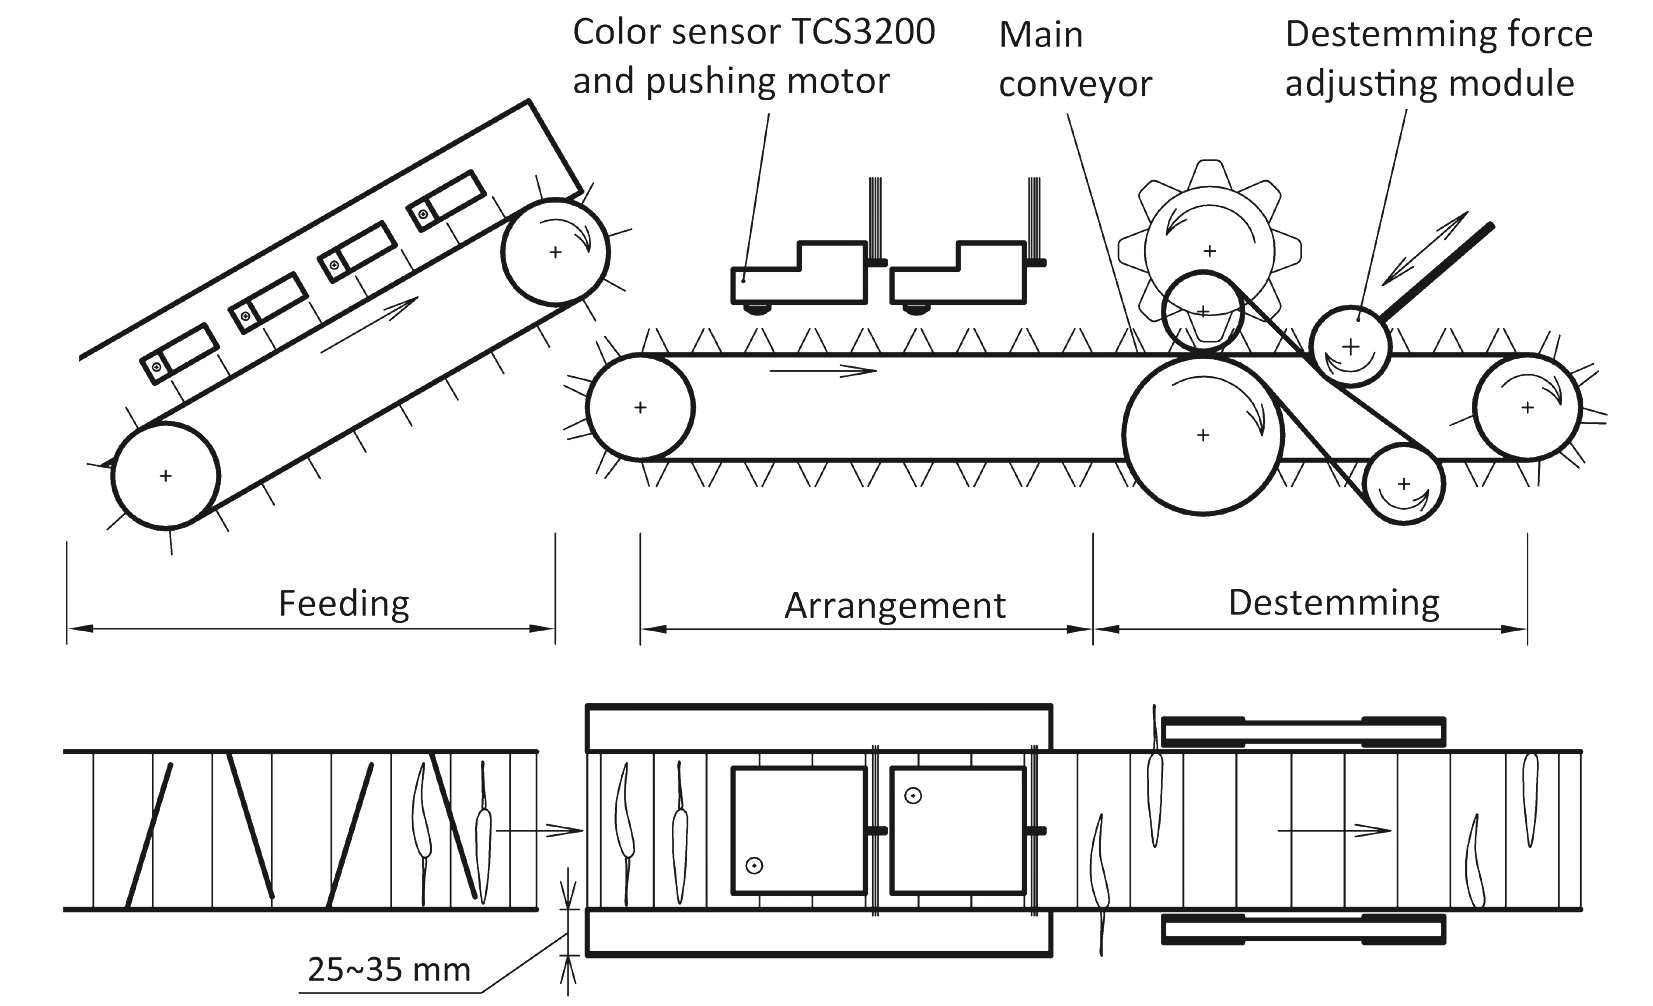 Color sensor TCS3200
and pushing motor
Main
conveyor
Destemming force
adjusting module
Feeding
Arrangement
Destemming
25~35 mm